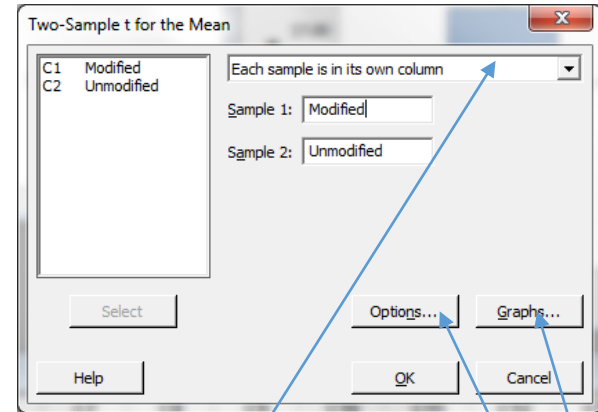 Two-Sample t for the Mean
C1 Modified
C2 Unmodified
Each sample is in its own column
Sample 1: Modified
Sample 2: Unmodified
Select
Options...
Graphs...
Help
OK
Cancel